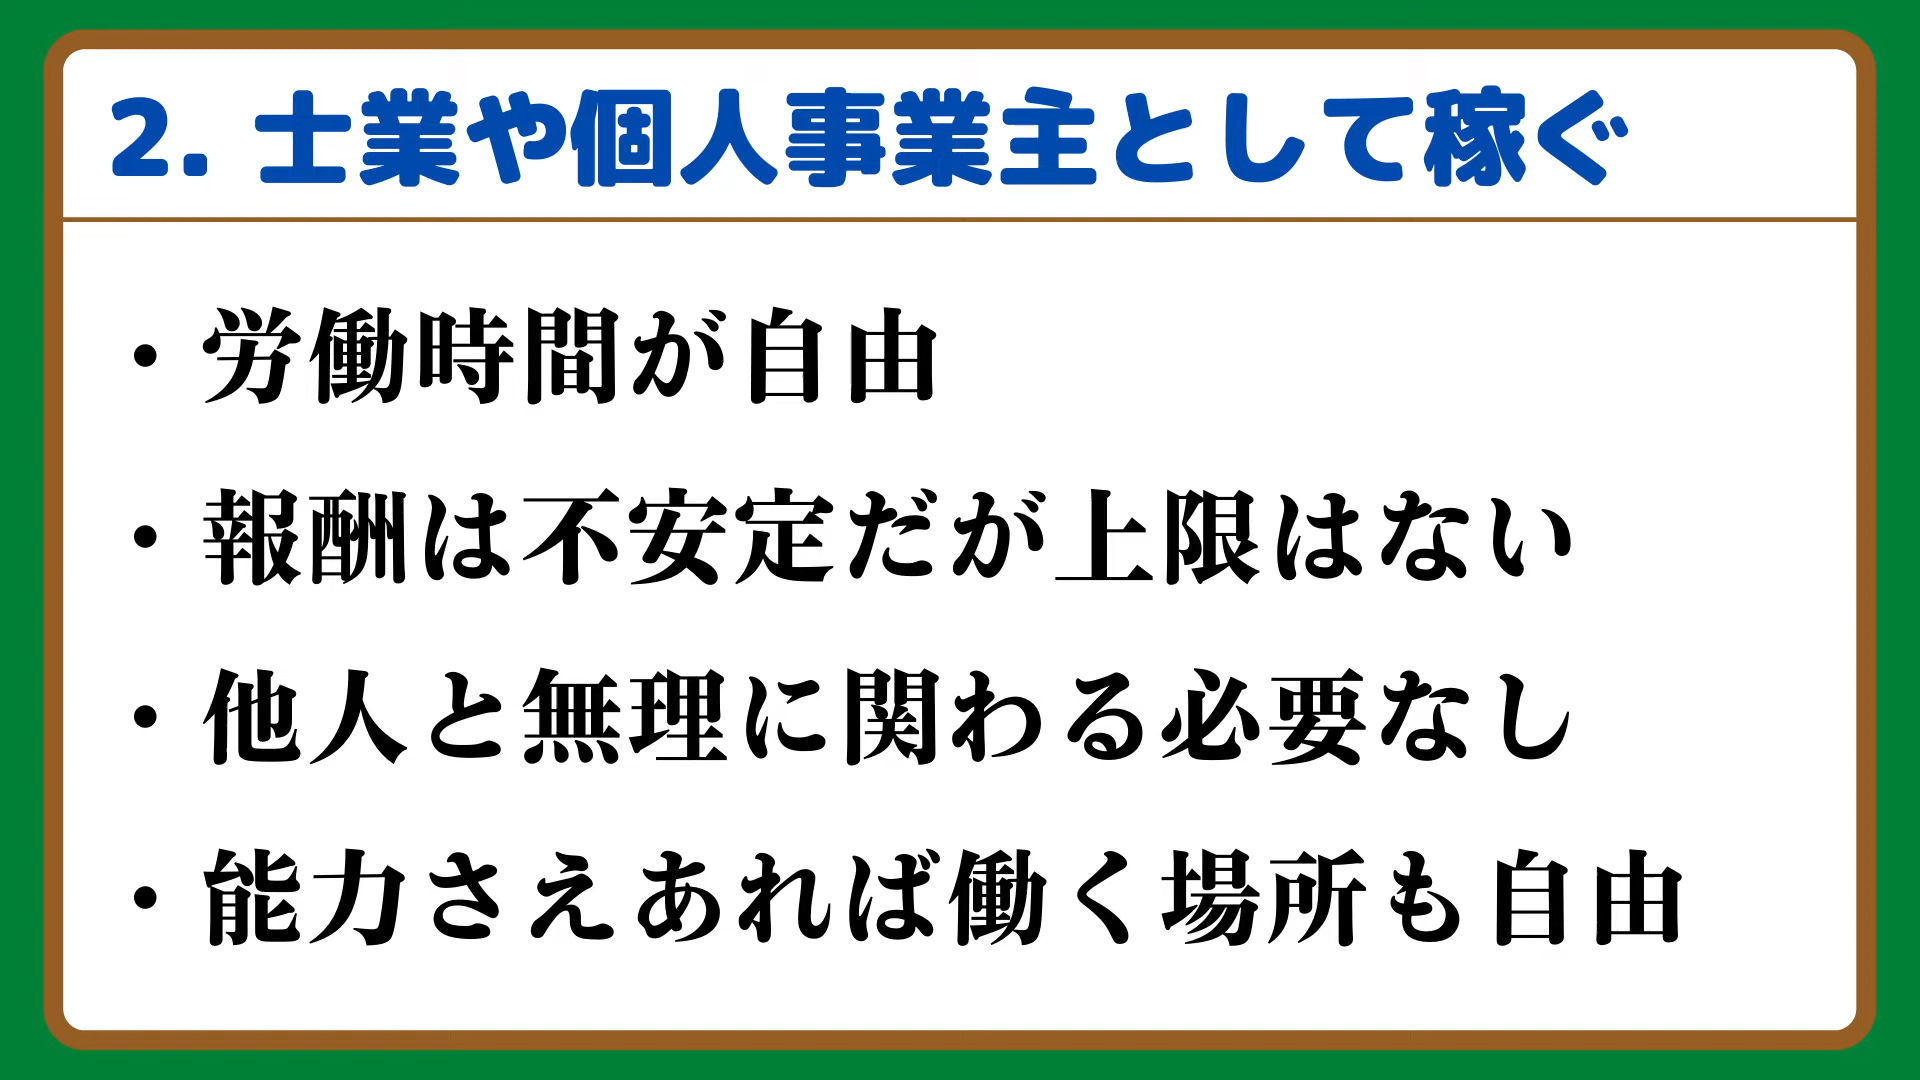 2. 士業や個人事業主として稼ぐ
・労働時間が自由
・報酬は不安定だが上限はない
・他人と無理に関わる必要なし
・能力さえあれば働く場所も自由